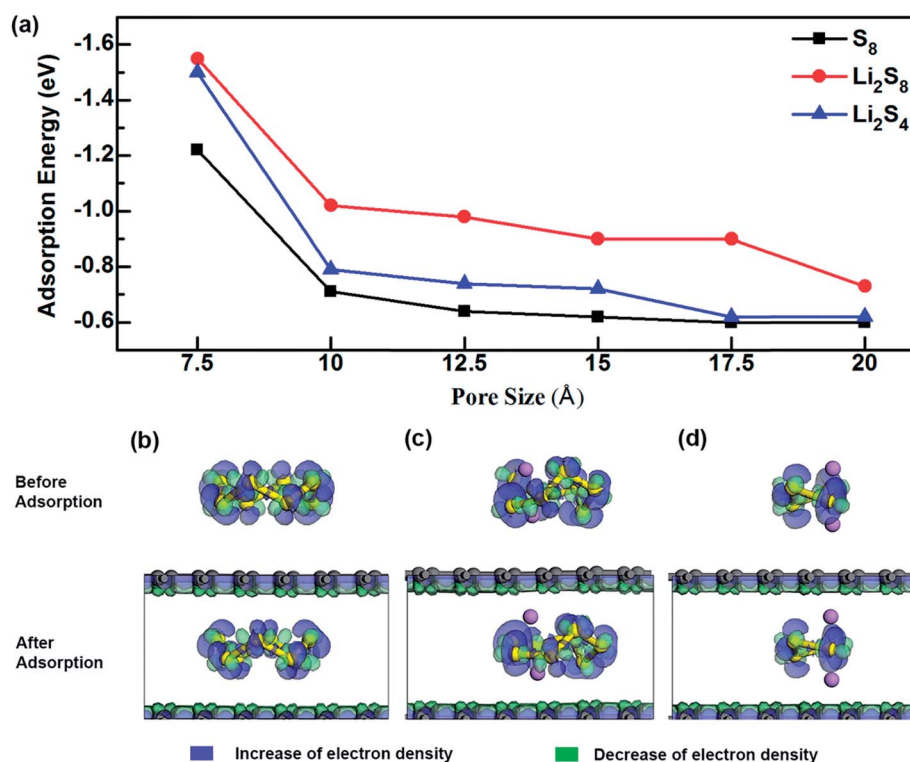 (a)
S₈
Li₂S₈
Li₂S₄
Adsorption Energy (eV)
-1.6
-1.4
-1.2
-1.0
-0.8
-0.6
7.5 10 12.5 15 17.5 20
Pore Size (Å)
(b) (c) (d)
Before
Adsorption
After
Adsorption
Increase of electron density Decrease of electron density